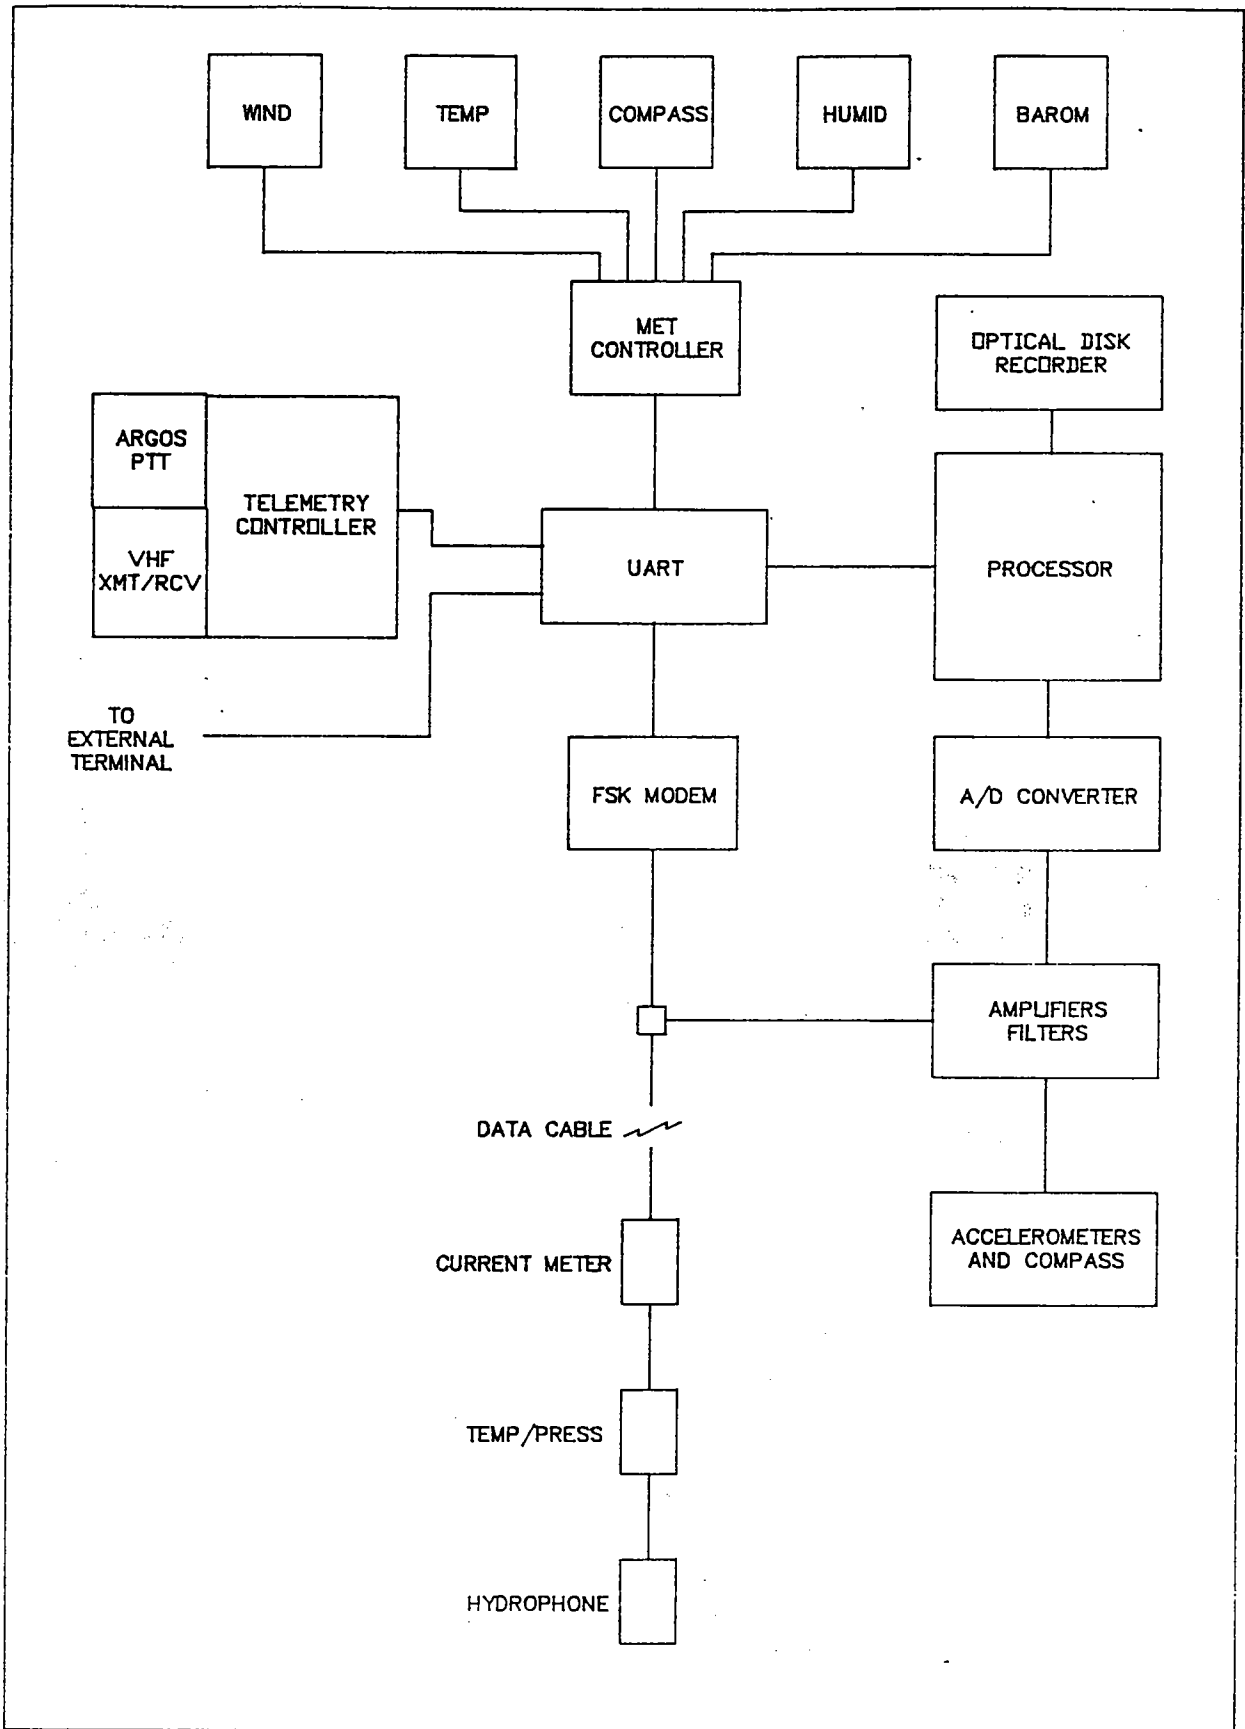 WIND
TEMP
COMPASS
HUMID
BAROM
MET
CONTROLLER
OPTICAL DISK
RECORDER
ARGOS
PTT
TELEMETRY
CONTROLLER
VHF
XMT/RCV
UART
PROCESSOR
TO
EXTERNAL
TERMINAL
FSK MODEM
A/D CONVERTER
AMPLIFIERS
FILTERS
DATA CABLE
CURRENT METER
ACCELEROMETERS
AND COMPASS
TEMP/PRESS
HYDROPHONE